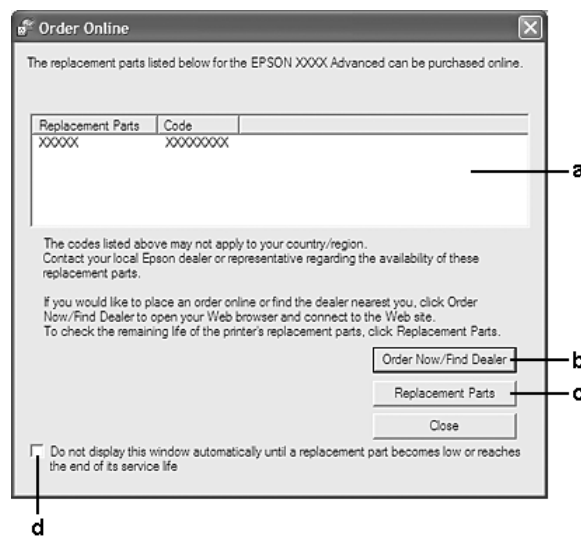 Order Online
The replacement parts listed below for the EPSON XXXX Advanced can be purchased online.
Replacement Parts Code
XXXXX XXXXXXXX
a
The codes listed above may not apply to your country/region.
Contact your local Epson dealer or representative regarding the availability of these
replacement parts.
If you would like to place an order online or find the dealer nearest you, click Order
Now/Find Dealer to open your Web browser and connect to the Web site.
To check the remaining life of the printer's replacement parts, click Replacement Parts.
Order Now/Find Dealer b
Replacement Parts c
Close
Do not display this window automatically until a replacement part becomes low or reaches
the end of its service life
d